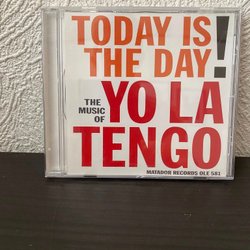 TODAY IS
THE DAY!
THE MUSIC OF
YO LA
TENGO
MATADOR RECORDS OLE 581